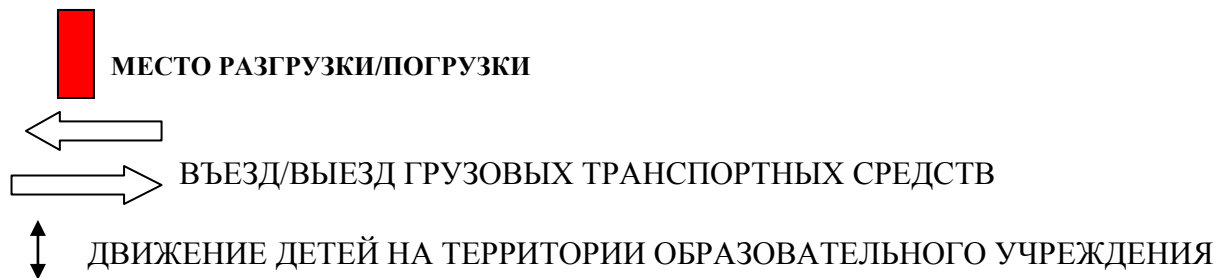 МЕСТО РАЗГРУЗКИ/ПОГРУЗКИ
ВЪЕЗД/ВЫЕЗД ГРУЗОВЫХ ТРАНСПОРТНЫХ СРЕДСТВ
ДВИЖЕНИЕ ДЕТЕЙ НА ТЕРРИТОРИИ ОБРАЗОВАТЕЛЬНОГО УЧРЕЖДЕНИЯ